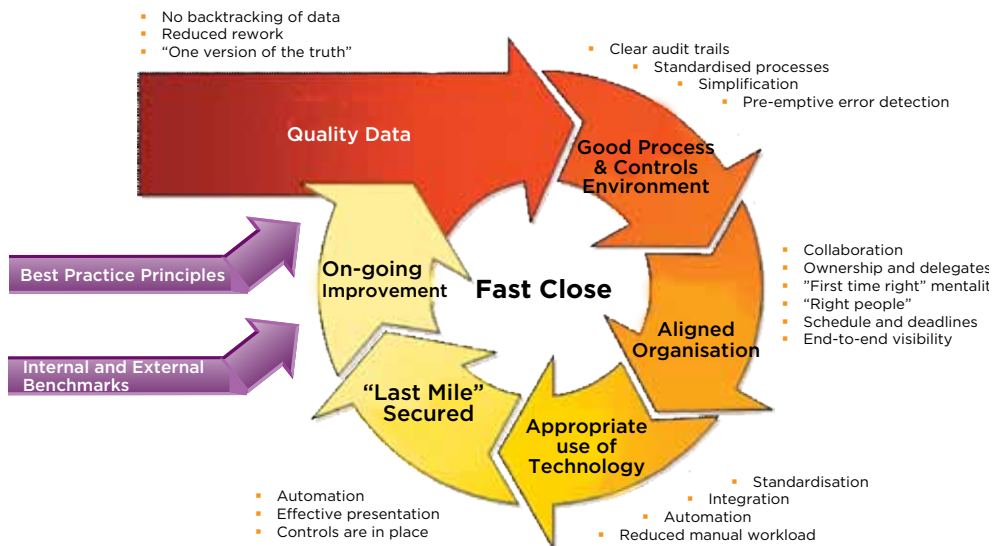 No backtracking of data
Reduced rework
“One version of the truth”
Clear audit trails
Standardised processes
Simplification
Pre-emptive error detection
Quality Data
Good Process
& Controls
Environment
Collaboration
Ownership and delegates
”First time right” mentalit
“Right people”
Schedule and deadlines
End-to-end visibility
Best Practice Principles
On-going
Improvement
Fast Close
Aligned
Organisation
Internal and External
Benchmarks
“Last Mile”
Secured
Appropriate
use of
Technology
Standardisation
Integration
Automation
Reduced manual workload
Automation
Effective presentation
Controls are in place